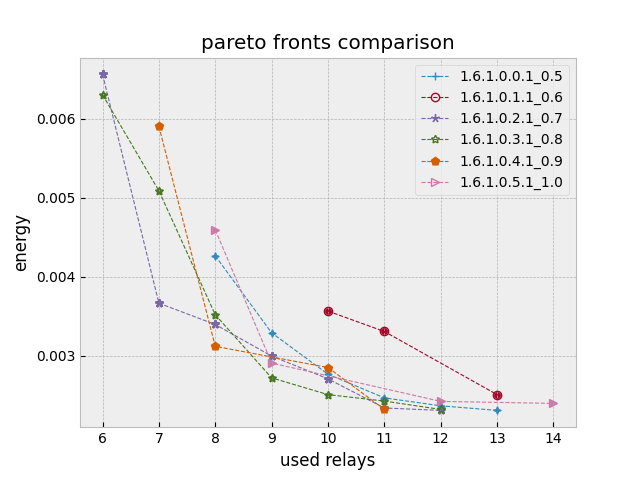 pareto fronts comparison
1.6.1.0.0.1_0.5
1.6.1.0.1.1_0.6
1.6.1.0.2.1_0.7
1.6.1.0.3.1_0.8
1.6.1.0.4.1_0.9
1.6.1.0.5.1_1.0
energy
0.006
0.005
0.004
0.003
6 7 8 9 10 11 12 13 14
used relays